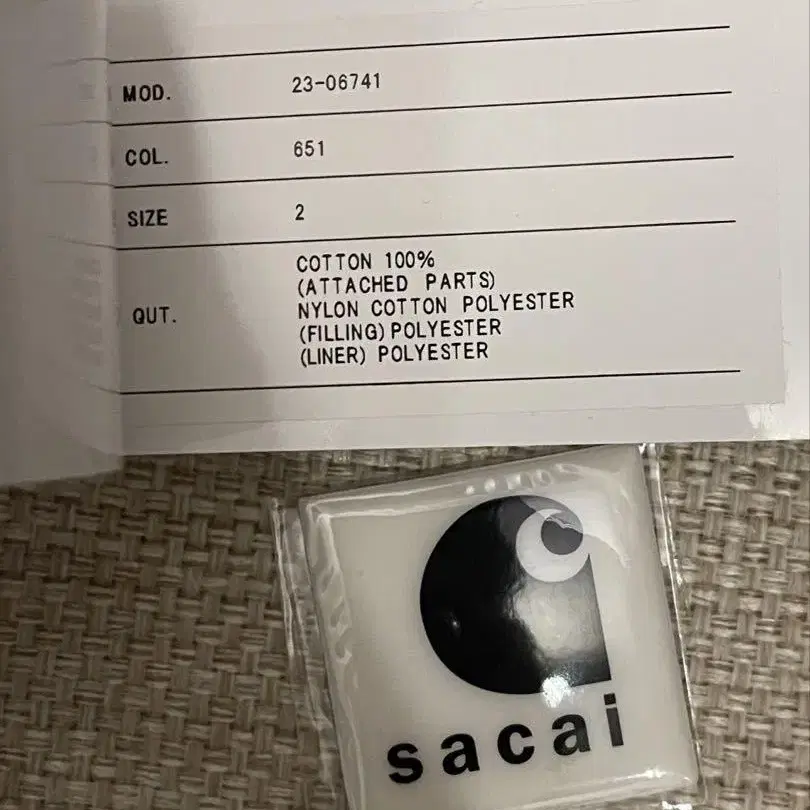 MOD. 23-06741
COL. 651
SIZE 2
QUT. COTTON 100%
(ATTACHED PARTS)
NYLON COTTON POLYESTER
(FILLING) POLYESTER
(LINER) POLYESTER
sacai